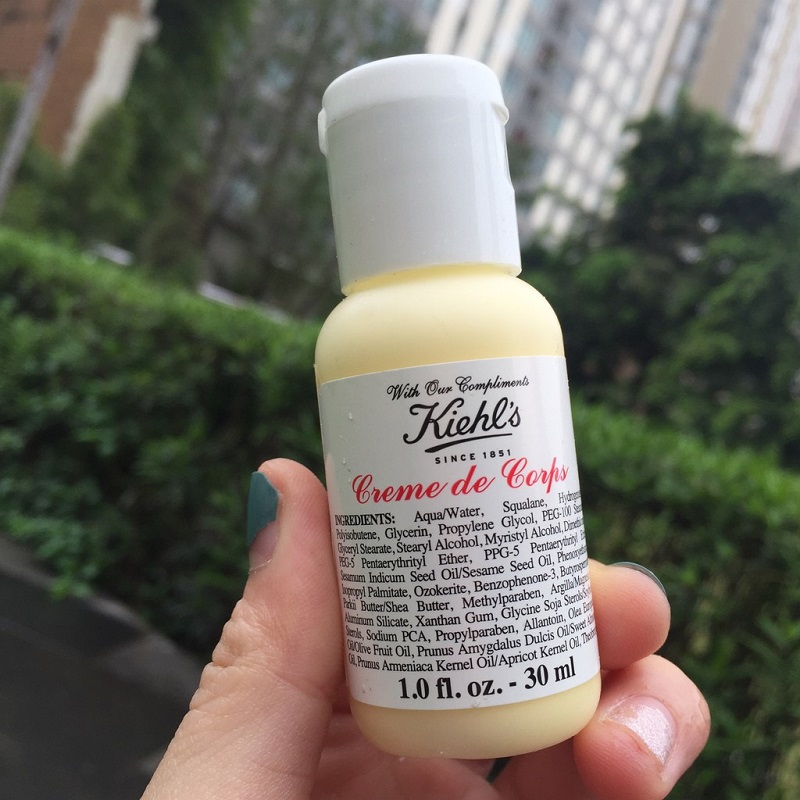 With Our Compliments
Kiehl's
SINCE 1851
Creme de Corps
INGREDIENTS: Aqua/Water, Squalane,
Polyisobutene, Glycerin, Propylene Glycol, PEG-100
Glyceryl Stearate, Stearyl Alcohol, Myristyl Alcohol,
PEG-5 Pentaerythrityl Ether, PPG-5 Pentaerythrityl
Sesamum Indicum Seed Oil/Sesame Seed Oil,
Isopropyl Palmitate, Ozokerite, Benzophenone-3,
Parkii Butter/Shea Butter, Methylparaben,
Aluminum Silicate, Xanthan Gum, Glycine Soja
Sterols, Sodium PCA, Propylparaben, Allantoin, Olea
Oil/Olive Fruit Oil, Prunus Amygdalus Dulcis Oil/Sweet
Oil, Prunus Armeniaca Kernel Oil/Apricot Kernel Oil,
1.0 fl. oz. - 30 ml